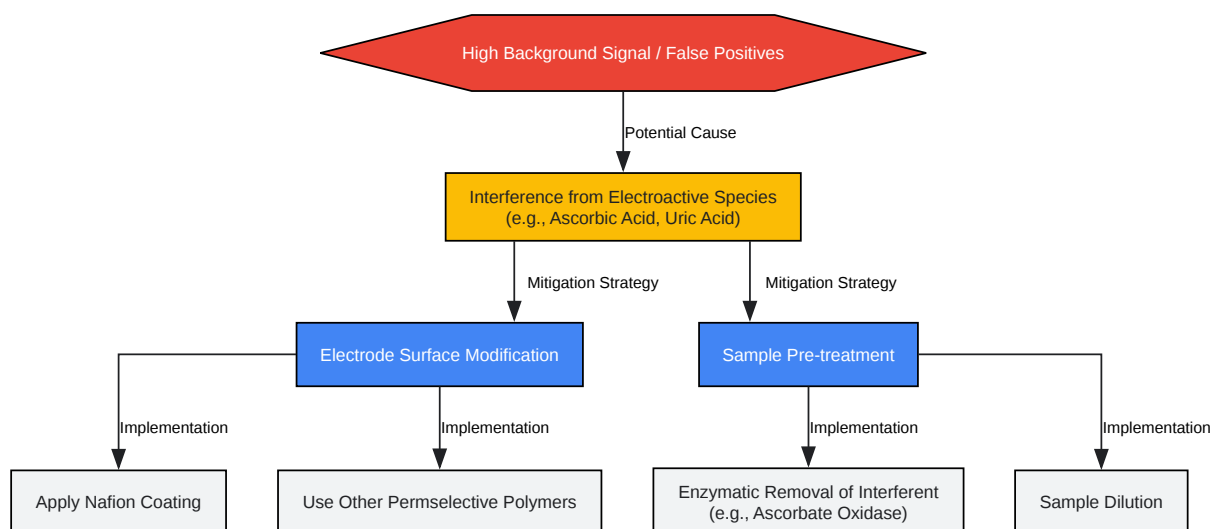 High Background Signal / False Positives
Potential Cause
Interference from Electroactive Species
(e.g., Ascorbic Acid, Uric Acid)
Mitigation Strategy
Mitigation Strategy
Electrode Surface Modification
Sample Pre-treatment
Implementation
Implementation
Implementation
Implementation
Apply Nafion Coating
Use Other Permselective Polymers
Enzymatic Removal of Interferent
(e.g., Ascorbate Oxidase)
Sample Dilution